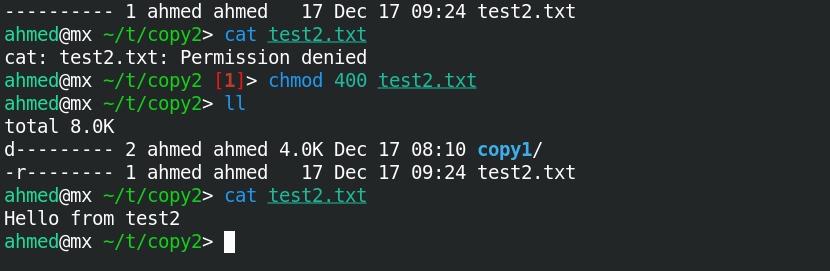 ---------- 1 ahmed ahmed   17 Dec 17 09:24 test2.txt
ahmed@mx ~/t/copy2> cat test2.txt
cat: test2.txt: Permission denied
ahmed@mx ~/t/copy2 [1]> chmod 400 test2.txt
ahmed@mx ~/t/copy2> ll
total 8.0K
d--------- 2 ahmed ahmed 4.0K Dec 17 08:10 copy1/
-r-------- 1 ahmed ahmed   17 Dec 17 09:24 test2.txt
ahmed@mx ~/t/copy2> cat test2.txt
Hello from test2
ahmed@mx ~/t/copy2>